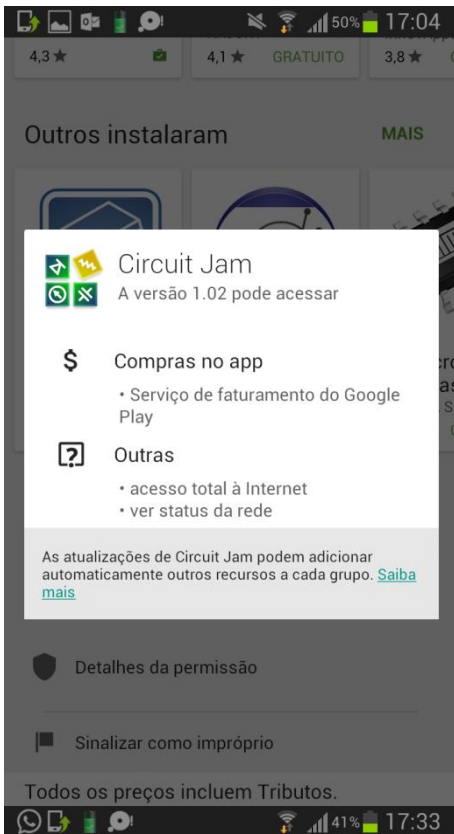 50% 17:04
4,3★
4,1★ GRATUITO 3,8★
Outros instalaram MAIS
Circuit Jam
A versão 1.02 pode acessar
$ Compras no app
• Serviço de faturamento do Google
Play
Outras
• acesso total à Internet
• ver status da rede
As atualizações de Circuit Jam podem adicionar
automaticamente outros recursos a cada grupo. Saiba
mais
Detalhes da permissão
Sinalizar como impróprio
Todos os preços incluem Tributos.
41% 17:33